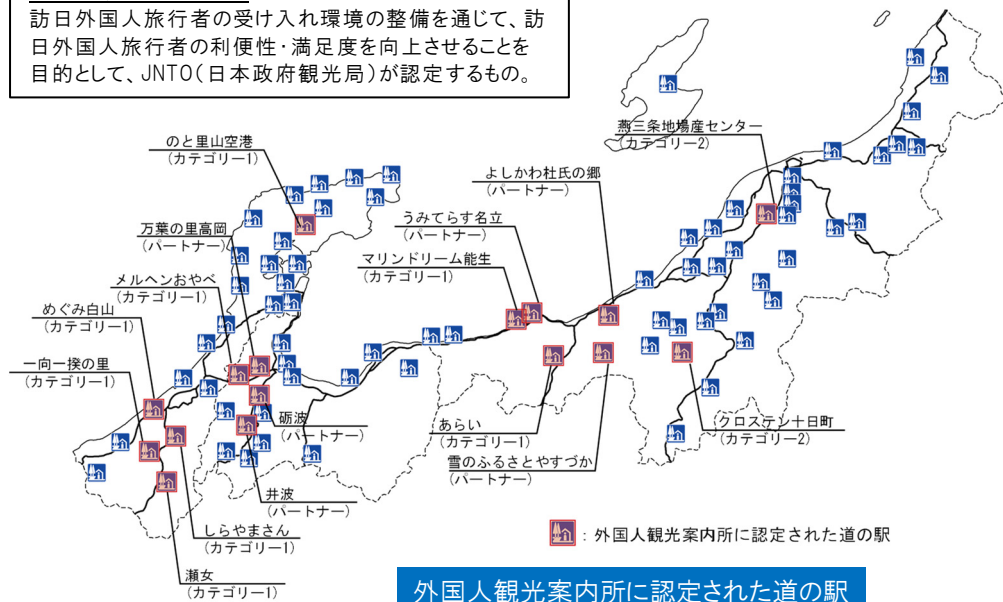 訪日外国人旅行者の受け入れ環境の整備を通じて、訪
日外国人旅行者の利便性・満足度を向上させることを
目的として、JNTO(日本政府観光局)が認定するもの。
のと里山空港
(カテゴリー1)
万葉の里高岡
(パートナー)
メルヘンおやべ
(カテゴリー1)
めぐみ白山
(カテゴリー1)
一向一揆の里
(カテゴリー1)
燕三条地場産センター
(カテゴリー2)
よしかわ杜氏の郷
(パートナー)
うみてらす名立
(パートナー)
マリンドリーム能生
(カテゴリー1)
砺波
(パートナー)
井波
(パートナー)
しらやまさん
(カテゴリー1)
瀬女
(カテゴリー1)
あらい
(カテゴリー1)
雪のふるさとやすづか
(パートナー)
クロステン十日町
(カテゴリー2)
：外国人観光案内所に認定された道の駅
外国人観光案内所に認定された道の駅